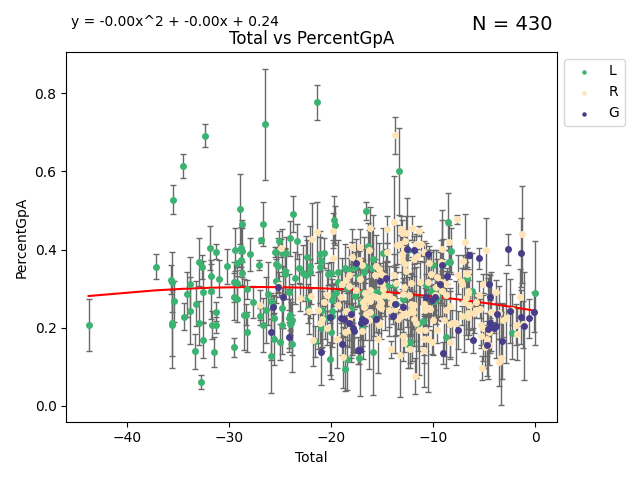 y = -0.00x^2 + -0.00x + 0.24
N = 430
Total vs PercentGpA
L
R
G
PercentGpA
0.8
0.6
0.4
0.2
0.0
−40
−30
−20
−10
0
Total